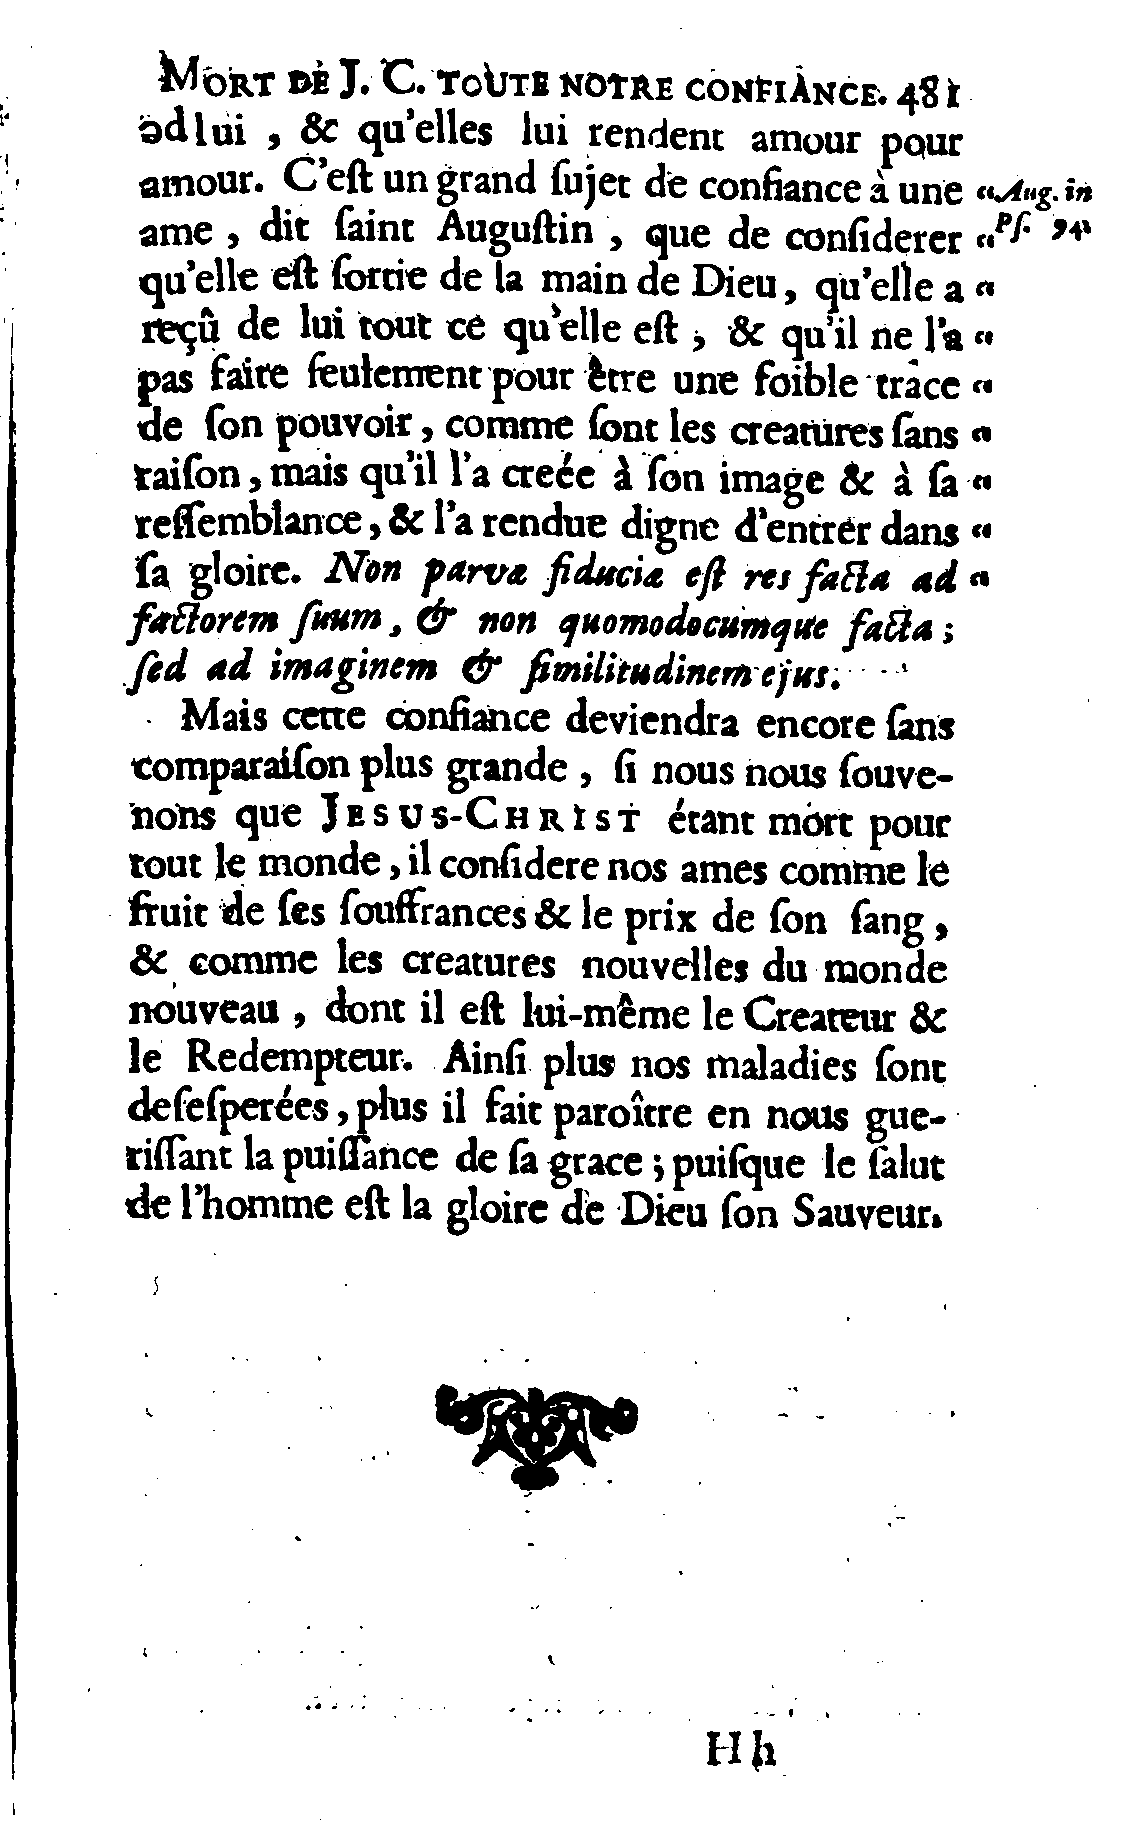 MORT DE J. C. TOUTE NOTRE CONFIANCE. 481
ədlui , & qu'elles lui rendent amour pour
amour. C'eſt un grand ſujet de confiance à une “ Aug. in
ame , dit ſaint Auguſtin , que de conſiderer “ Pſ. 94.
qu'elle eſt ſortie de la main de Dieu, qu'elle a “
reçû de lui tout ce qu'elle eſt , & qu'il ne l'a “
pas faite ſeulement pour être une foible trace “
de ſon pouvoir, comme ſont les creatures ſans “
raiſon, mais qu'il l'a creée à ſon image & à ſa “
reſſemblance, & l'a rendue digne d'entrer dans “
ſa gloire. Non parva fiducia eſt res facta ad “
factorem ſuum, & non quomodocumque facta ;
ſed ad imaginem & ſimilitudinem ejus.
Mais cette confiance deviendra encore ſans
comparaiſon plus grande , ſi nous nous ſouve-
nons que JESUS-CHRIST étant mort pour
tout le monde, il conſidere nos ames comme le
fruit de ſes ſouffrances & le prix de ſon ſang,
& comme les creatures nouvelles du monde
nouveau , dont il eſt lui-même le Createur &
le Redempteur. Ainſi plus nos maladies ſont
deſeſperées, plus il fait paroître en nous gue-
riſſant la puiſſance de ſa grace ; puiſque le ſalut
de l'homme eſt la gloire de Dieu ſon Sauveur.
Hh